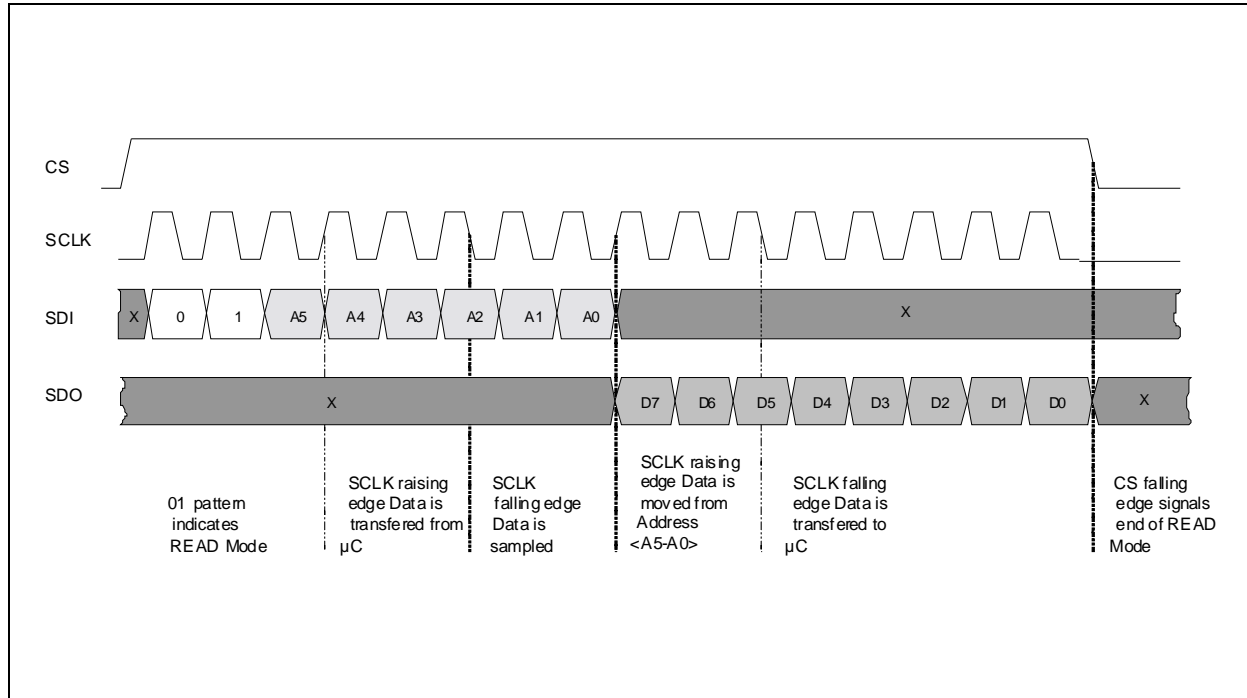 CS
SCLK
SDI
X 0 1 A5 A4 A3 A2 A1 A0 X
SDO
X D7 D6 D5 D4 D3 D2 D1 D0 X
01 pattern
indicates
READ Mode
SCLK raising
edge Data is
transfered from
µC
SCLK
falling edge
Data is
sampled
SCLK raising
edge Data is
moved from
Address
<A5-A0>
SCLK falling
edge Data is
transfered to
µC
CS falling
edge signals
end of READ
Mode